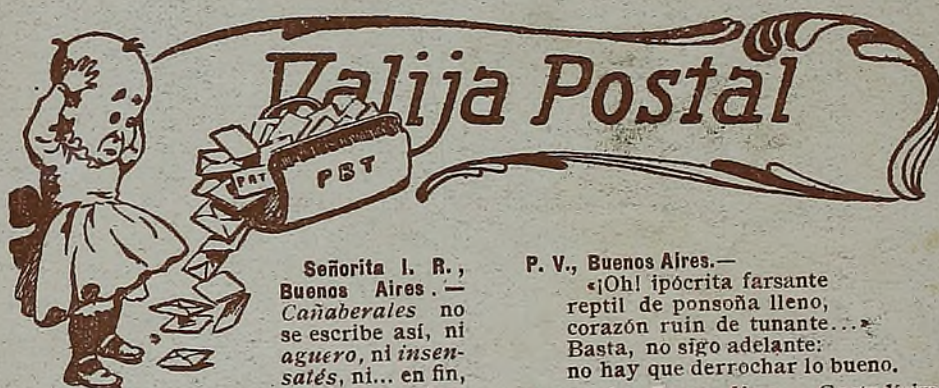 Valija Postal
PBT
PBT
Señorita I. R.,
Buenos Aires.—
Cañaberales no
se escribe así, ni
aguero, ni insen-
satés, ni... en fin,
P. V., Buenos Aires.—
«¡Oh! ipócrita farsante
reptil de ponsoña lleno,
corazón ruin de tunante...»
Basta, no sigo adelante:
no hay que derrochar lo bueno.